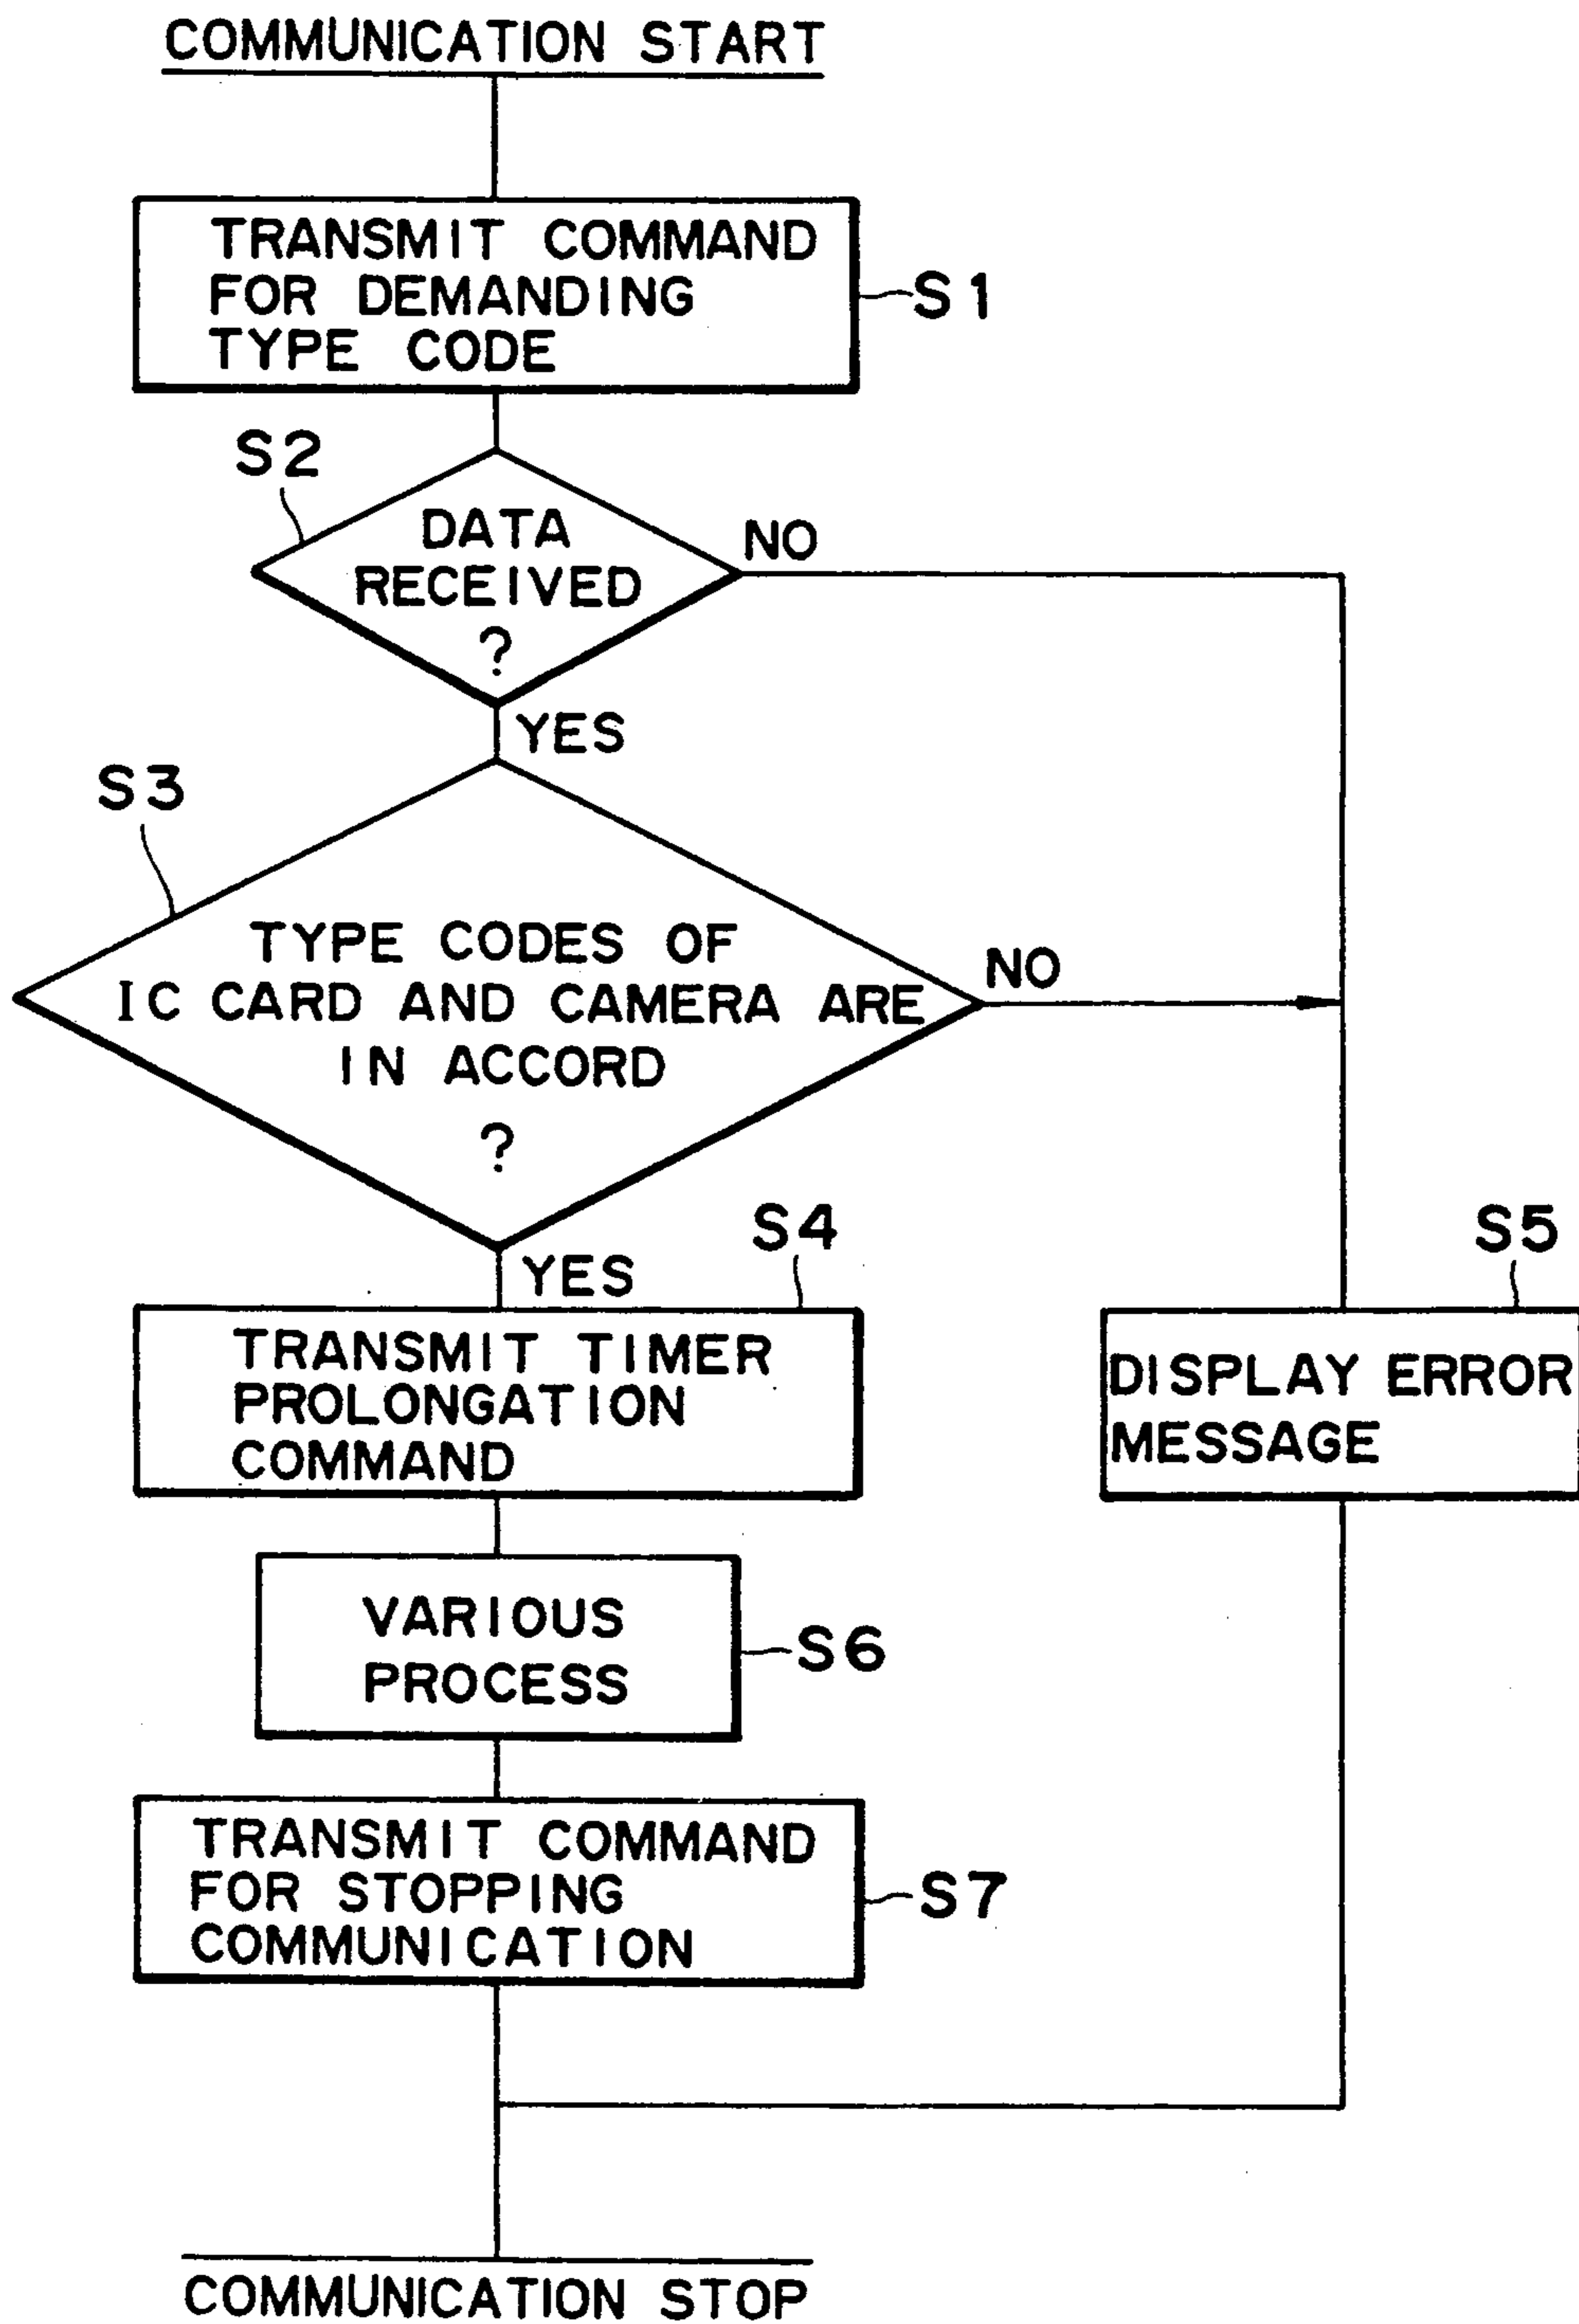 COMMUNICATION START
TRANSMIT COMMAND
FOR DEMANDING
TYPE CODE
S1
S2
DATA
RECEIVED
?
NO
YES
S3
TYPE CODES OF
IC CARD AND CAMERA ARE
IN ACCORD
?
NO
YES
S4
TRANSMIT TIMER
PROLONGATION
COMMAND
S5
DISPLAY ERROR
MESSAGE
VARIOUS
PROCESS
S6
TRANSMIT COMMAND
FOR STOPPING
COMMUNICATION
S7
COMMUNICATION STOP